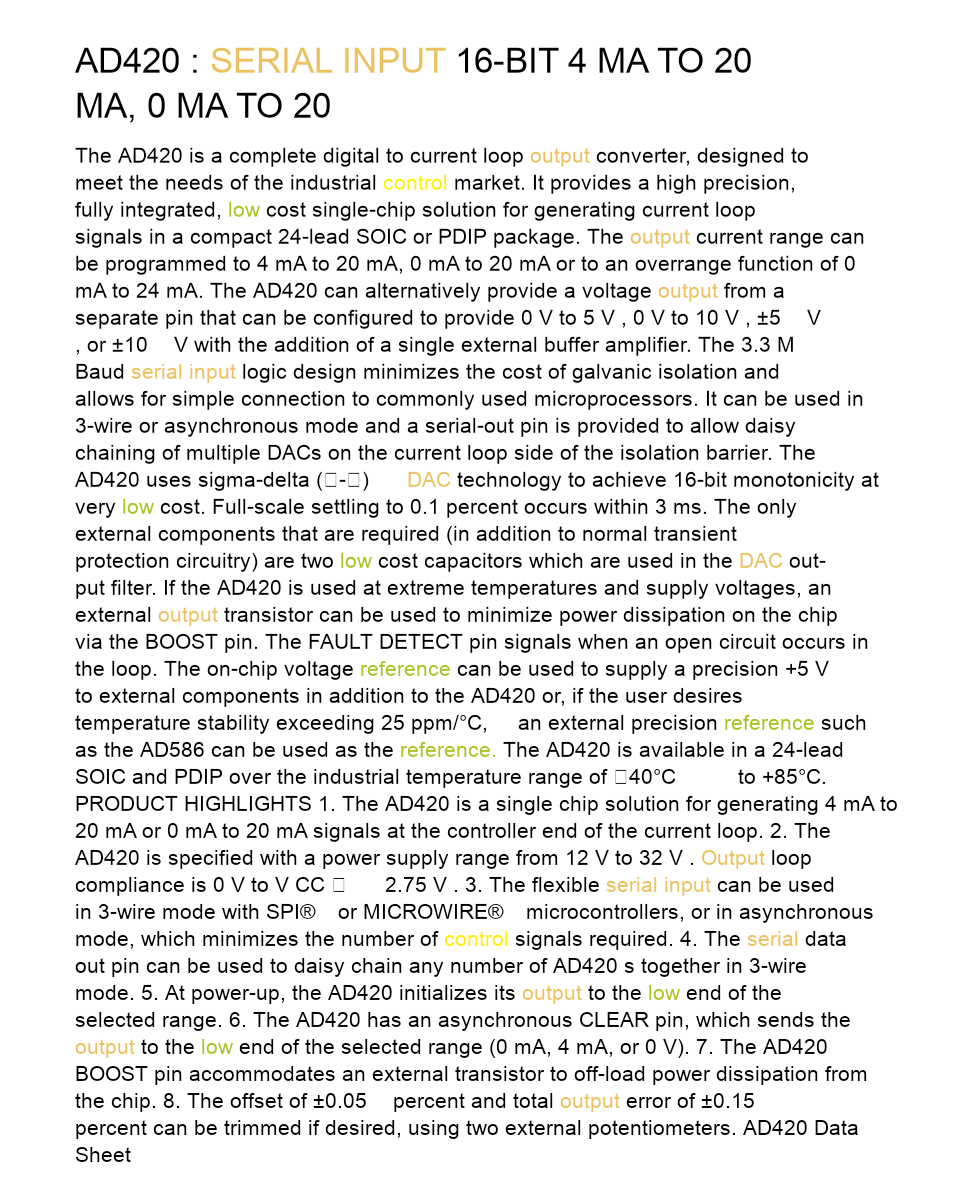 AD420 : SERIAL INPUT 16-BIT 4 MA TO 20
MA, 0 MA TO 20
The AD420 is a complete digital to current loop output converter, designed to
meet the needs of the industrial control market. It provides a high precision,
fully integrated, low cost single-chip solution for generating current loop
signals in a compact 24-lead SOIC or PDIP package. The output current range can
be programmed to 4 mA to 20 mA, 0 mA to 20 mA or to an overrange function of 0
mA to 24 mA. The AD420 can alternatively provide a voltage output from a
separate pin that can be configured to provide 0 V to 5 V , 0 V to 10 V , ±5 V
, or ±10 V with the addition of a single external buffer amplifier. The 3.3 M
Baud serial input logic design minimizes the cost of galvanic isolation and
allows for simple connection to commonly used microprocessors. It can be used in
3-wire or asynchronous mode and a serial-out pin is provided to allow daisy
chaining of multiple DACs on the current loop side of the isolation barrier. The
AD420 uses sigma-delta (□-□) DAC technology to achieve 16-bit monotonicity at
very low cost. Full-scale settling to 0.1 percent occurs within 3 ms. The only
external components that are required (in addition to normal transient
protection circuitry) are two low cost capacitors which are used in the DAC out-
put filter. If the AD420 is used at extreme temperatures and supply voltages, an
external output transistor can be used to minimize power dissipation on the chip
via the BOOST pin. The FAULT DETECT pin signals when an open circuit occurs in
the loop. The on-chip voltage reference can be used to supply a precision +5 V
to external components in addition to the AD420 or, if the user desires
temperature stability exceeding 25 ppm/°C, an external precision reference such
as the AD586 can be used as the reference. The AD420 is available in a 24-lead
SOIC and PDIP over the industrial temperature range of □40°C to +85°C.
PRODUCT HIGHLIGHTS 1. The AD420 is a single chip solution for generating 4 mA to
20 mA or 0 mA to 20 mA signals at the controller end of the current loop. 2. The
AD420 is specified with a power supply range from 12 V to 32 V . Output loop
compliance is 0 V to V CC □ 2.75 V . 3. The flexible serial input can be used
in 3-wire mode with SPI® or MICROWIRE® microcontrollers, or in asynchronous
mode, which minimizes the number of control signals required. 4. The serial data
out pin can be used to daisy chain any number of AD420 s together in 3-wire
mode. 5. At power-up, the AD420 initializes its output to the low end of the
selected range. 6. The AD420 has an asynchronous CLEAR pin, which sends the
output to the low end of the selected range (0 mA, 4 mA, or 0 V). 7. The AD420
BOOST pin accommodates an external transistor to off-load power dissipation from
the chip. 8. The offset of ±0.05 percent and total output error of ±0.15
percent can be trimmed if desired, using two external potentiometers. AD420 Data
Sheet